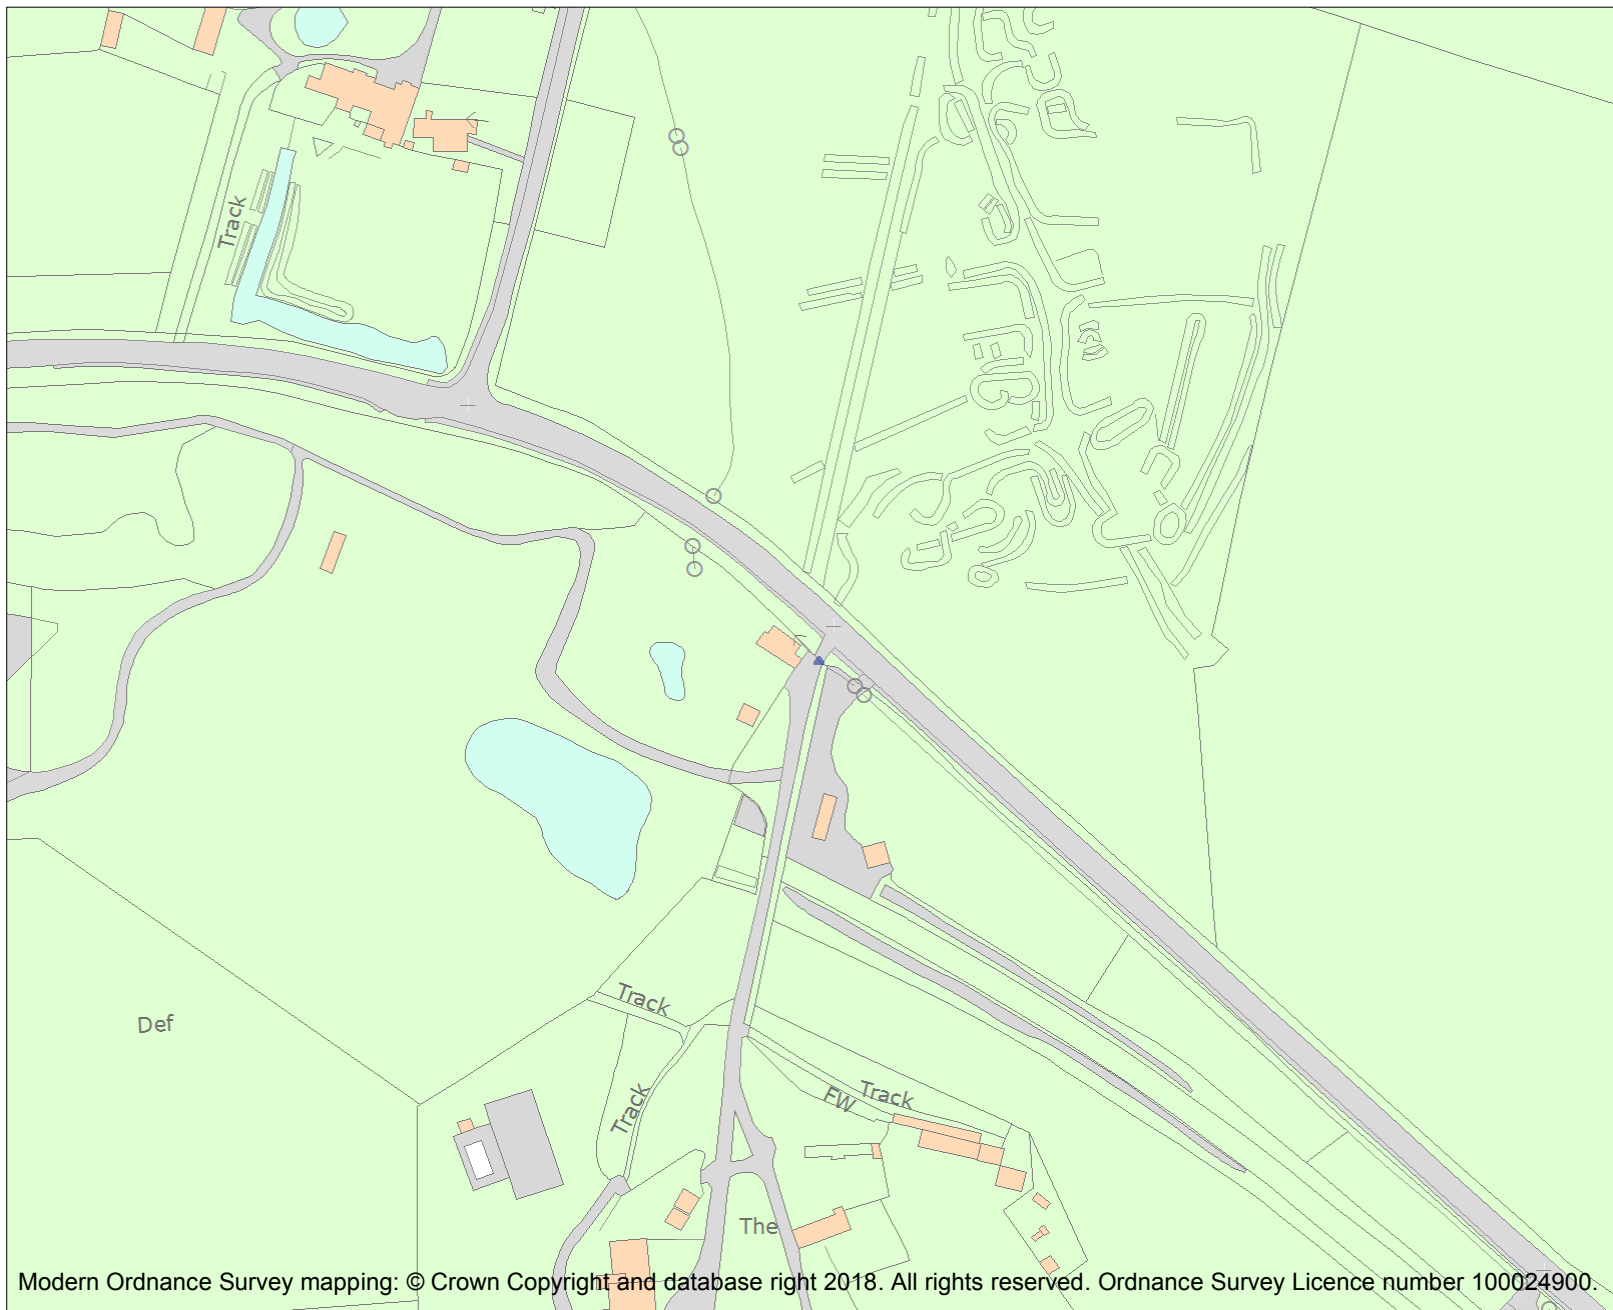 Track
Def
Track
Track
FW
Track
The
Modern Ordnance Survey mapping: © Crown Copyright and database right 2018. All rights reserved. Ordnance Survey Licence number 100024900.